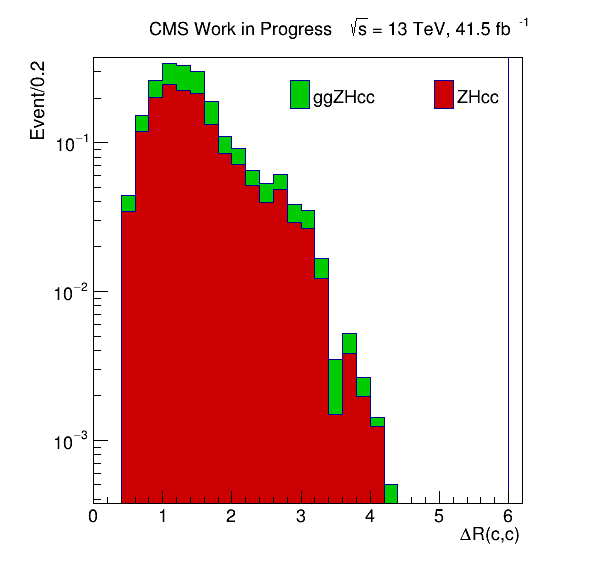 CMS Work in Progress √s = 13 TeV, 41.5 fb⁻¹
Event/0.2
ggZHcc ZHcc
10⁻¹
10⁻²
10⁻³
0 1 2 3 4 5 6
ΔR(c,c)